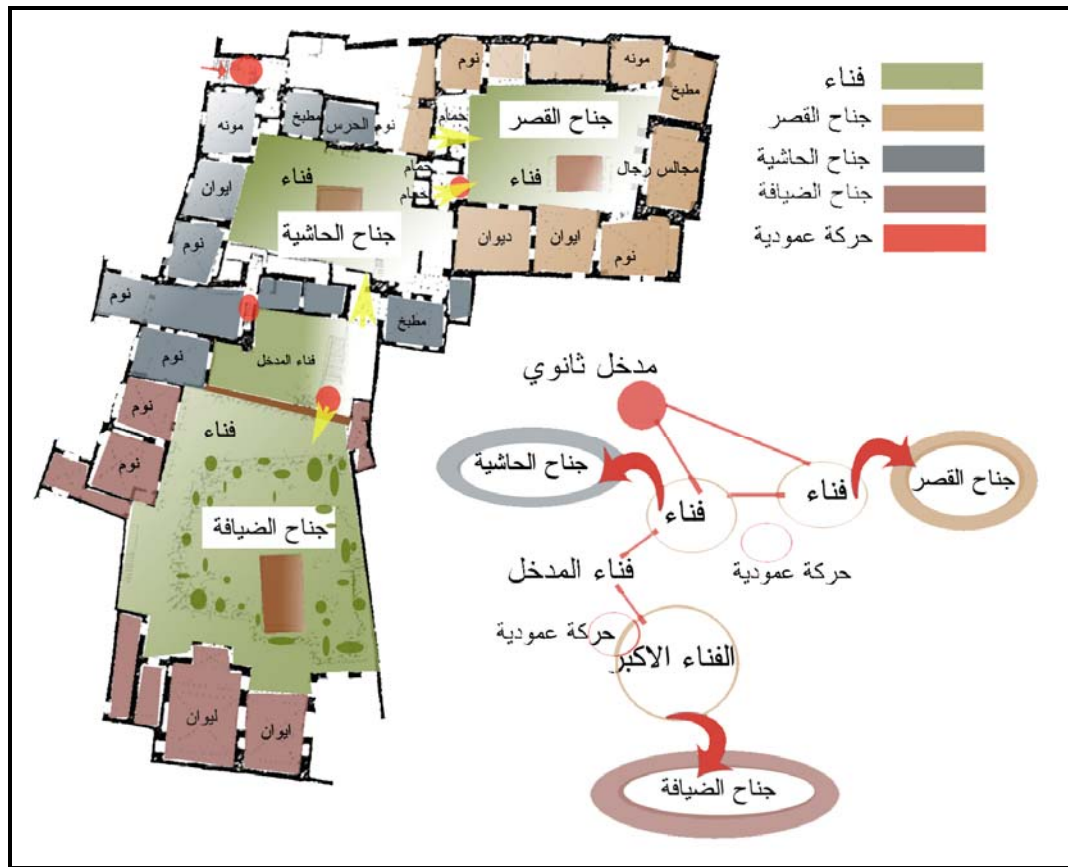 فناء
جناح القصر
جناح الحاشية
جناح الضيافة
حركة عمودية
نوم
مونه
مطبخ
حمام
جناح القصر
فناء
مجالس رجال
ديوان
ايوان
نوم
مونه
مطبخ
الحرس
نوم
حمام
حمام
ايوان
فناء
جناح الحاشية
نوم
نوم
مطبخ
نوم
فناء المدخل
نوم
فناء
نوم
جناح الضيافة
ليوان
ايوان
مدخل ثانوي
جناح الحاشية
فناء
فناء
جناح القصر
حركة عمودية
فناء المدخل
حركة عمودية
الفناء الاكبر
جناح الضيافة